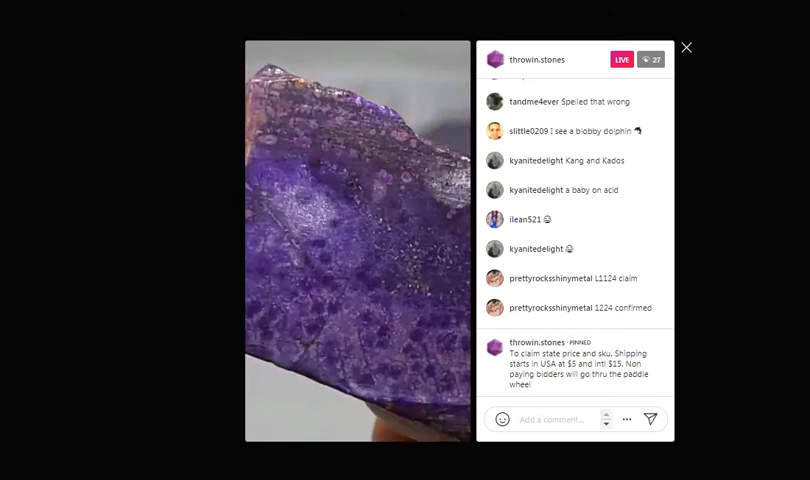 throwin.stones
LIVE
27
tandme4ever Spelled that wrong
slittle0209 I see a blobby dolphin
kyanitedelight Kang and Kados
kyanitedelight a baby on acid
ilean521
kyanitedelight
prettyrocksshinymetal L1124 claim
prettyrocksshinymetal 1224 confirmed
throwin.stones · PINNED
To claim state price and sku. Shipping
starts in USA at $5 and intl $15. Non
paying bidders will go thru the paddle
wheel
Add a comment...